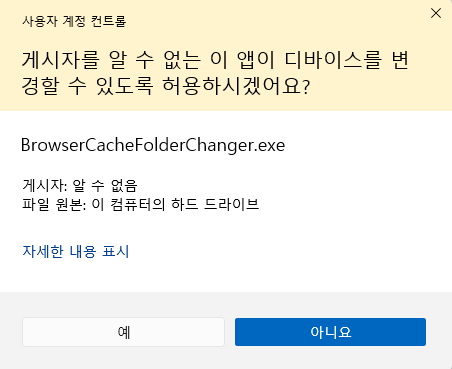 사용자 계정 컨트롤
게시자를 알 수 없는 이 앱이 디바이스를 변
경할 수 있도록 허용하시겠어요?
BrowserCacheFolderChanger.exe
게시자: 알 수 없음
파일 원본: 이 컴퓨터의 하드 드라이브
자세한 내용 표시
예
아니요